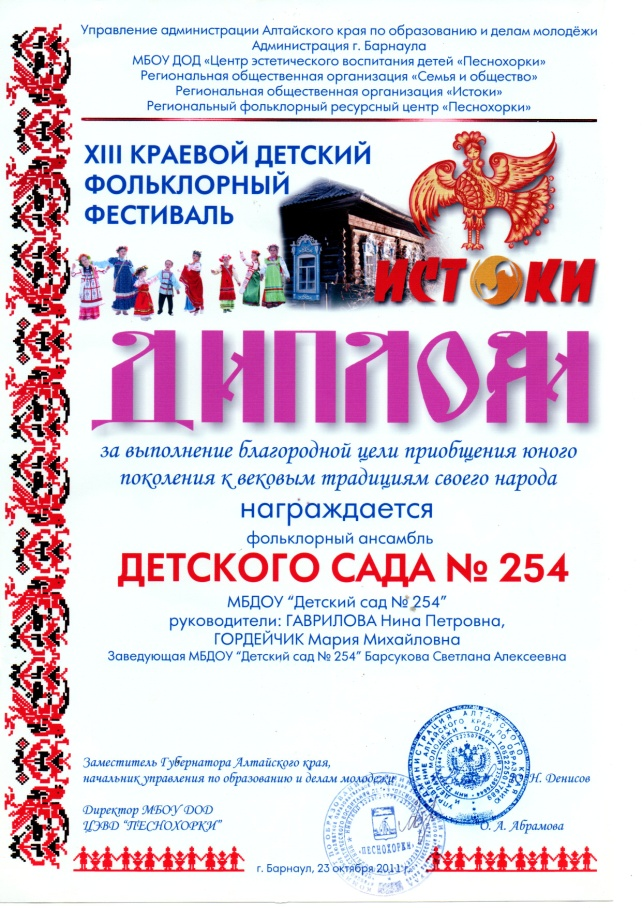 Управление администрации Алтайского края по образованию и делам молодёжи
Администрация г. Барнаула
МБОУ ДОД «Центр эстетического воспитания детей «Песнохорки»
Региональная общественная организация «Семья и общество»
Региональная общественная организация «Истоки»
Региональный фольклорный ресурсный центр «Песнохорки»
XIII КРАЕВОЙ ДЕТСКИЙ
ФОЛЬКЛОРНЫЙ
ФЕСТИВАЛЬ
ИСТОКИ
ДИПЛОМ
за выполнение благородной цели приобщения юного
поколения к вековым традициям своего народа
награждается
фольклорный ансамбль
ДЕТСКОГО САДА № 254
МБДОУ “Детский сад № 254”
руководители: ГАВРИЛОВА Нина Петровна,
ГОРДЕЙЧИК Мария Михайловна
Заведующая МБДОУ “Детский сад № 254” Барсукова Светлана Алексеевна
Заместитель Губернатора Алтайского края,
начальник управления по образованию и делам молодежи
Н. Денисов
Директор МБОУ ДОД
ЦЭВД “ПЕСНОХОРКИ”
О. А. Абрамова
"ПЕСНОХОРКИ"
г. Барнаул, 23 октября 2011 г.